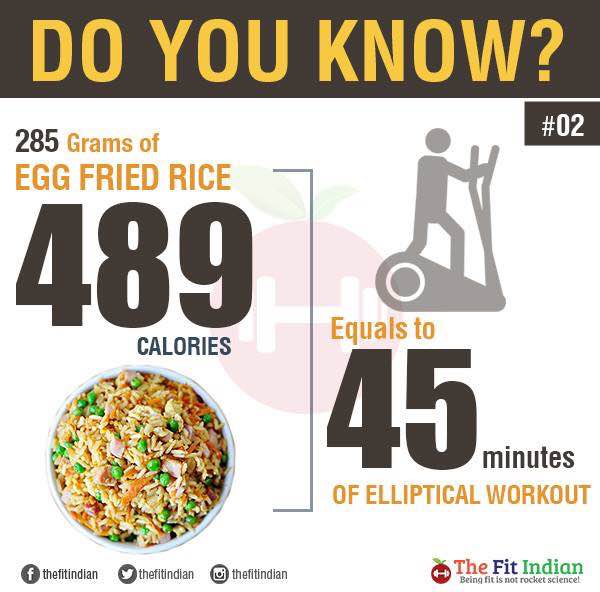 DO YOU KNOW?
#02
285 Grams of
EGG FRIED RICE
489
CALORIES
Equals to
45 minutes
OF ELLIPTICAL WORKOUT
f thefitindian thefitindian thefitindian
The Fit Indian
Being fit is not rocket science!